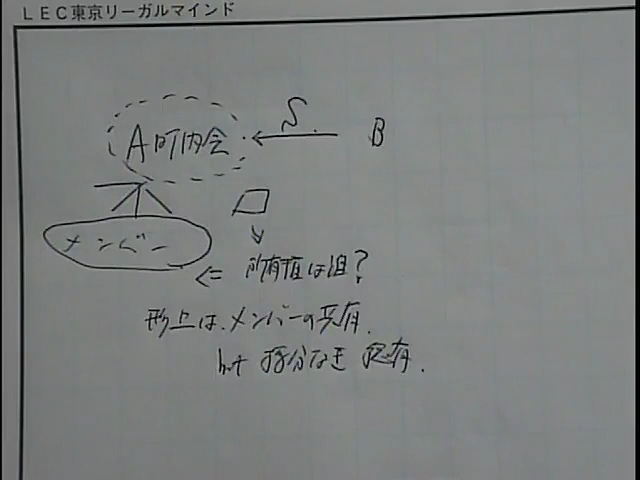 LEC東京リーガルマインド
A町内会
S.
B
メンバー
所有権は誰?
形上は、メンバーの共有.
but 持分なき 総有.